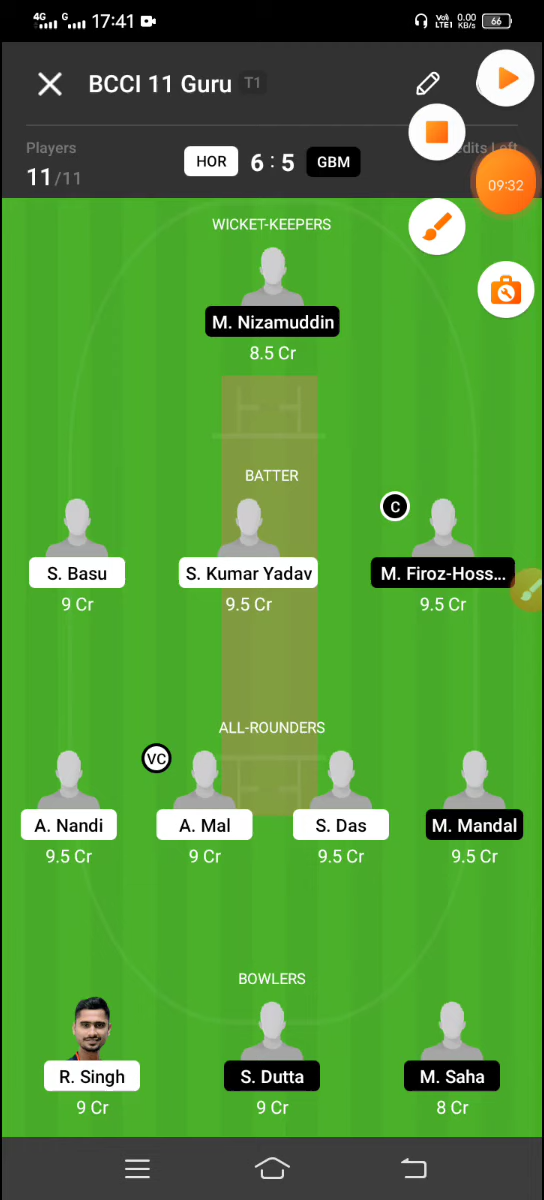 4G G 17:41 VoLTE1 0.00 KB/s 66
BCCI 11 Guru T1
Players
11/11
HOR 6 : 5 GBM
edits Left
09:32
WICKET-KEEPERS
M. Nizamuddin
8.5 Cr
BATTER
C
S. Basu S. Kumar Yadav M. Firoz-Hoss...
9 Cr 9.5 Cr 9.5 Cr
ALL-ROUNDERS
VC
A. Nandi A. Mal S. Das M. Mandal
9.5 Cr 9 Cr 9.5 Cr 9.5 Cr
BOWLERS
R. Singh S. Dutta M. Saha
9 Cr 9 Cr 8 Cr